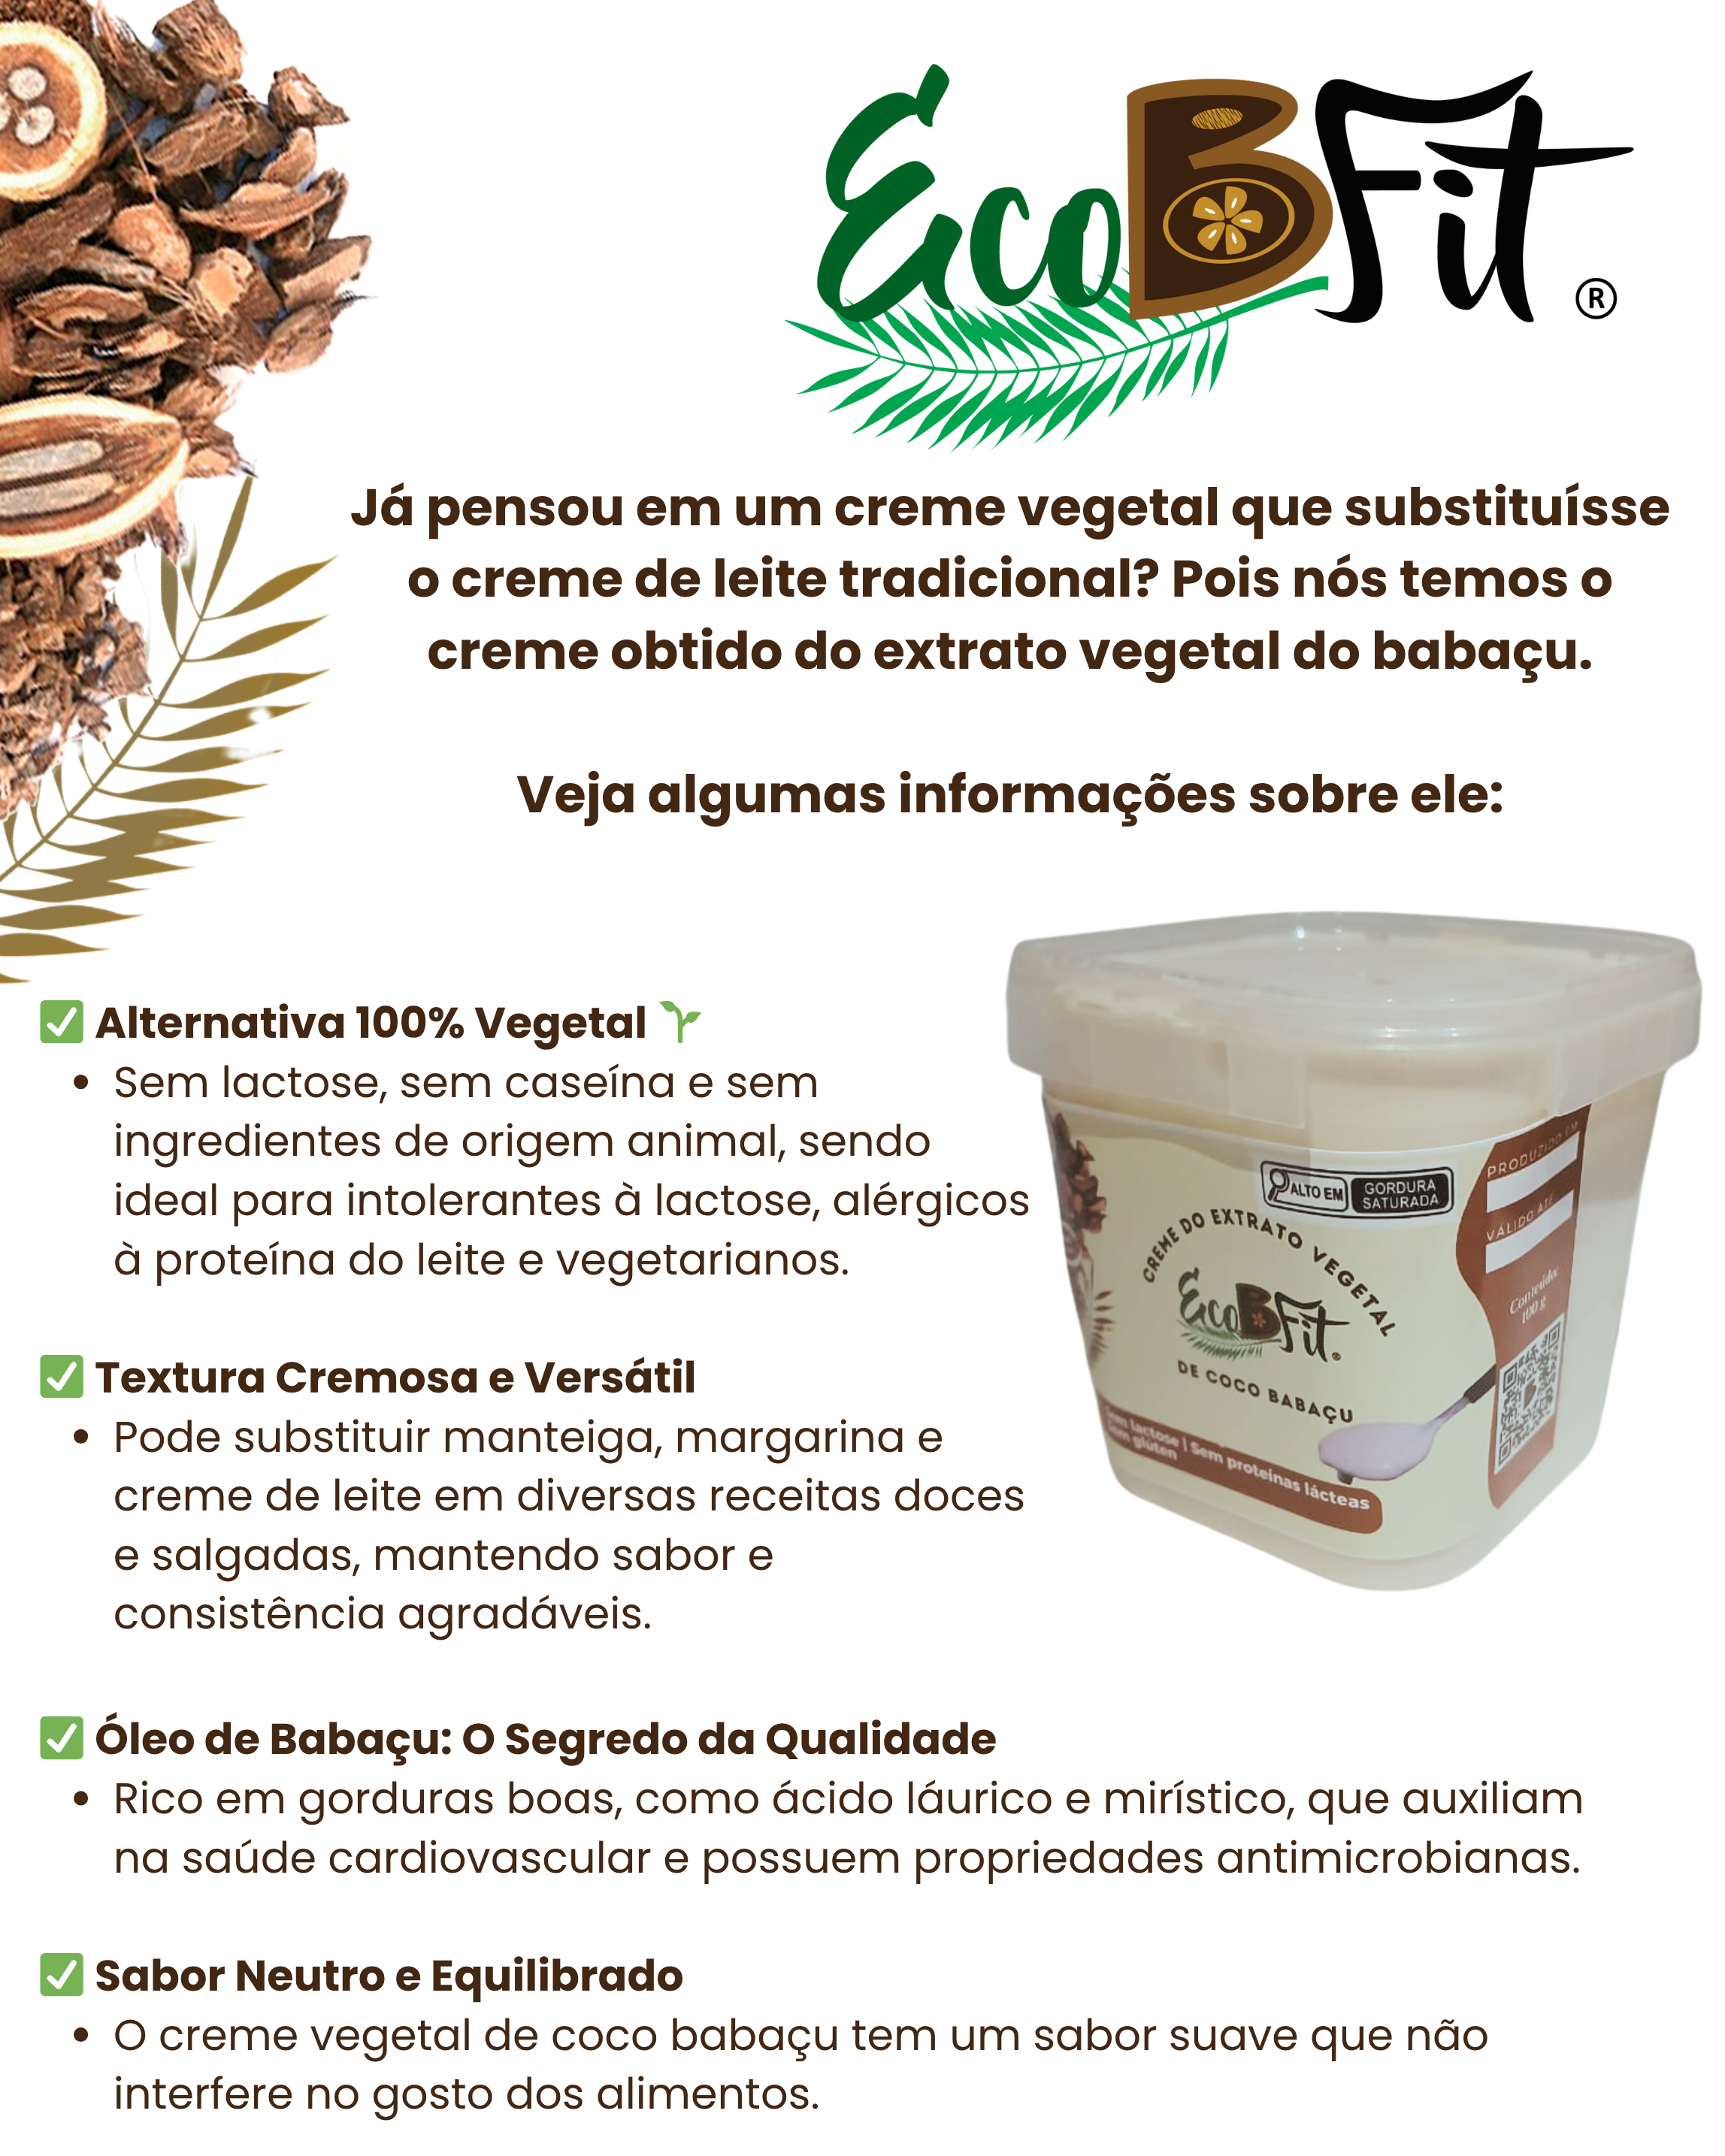 EcoBFit ®
Já pensou em um creme vegetal que substituísse
o creme de leite tradicional? Pois nós temos o
creme obtido do extrato vegetal do babaçu.
Veja algumas informações sobre ele:
✅ Alternativa 100% Vegetal 🌱
• Sem lactose, sem caseína e sem
ingredientes de origem animal, sendo
ideal para intolerantes à lactose, alérgicos
à proteína do leite e vegetarianos.
✅ Textura Cremosa e Versátil
• Pode substituir manteiga, margarina e
creme de leite em diversas receitas doces
e salgadas, mantendo sabor e
consistência agradáveis.
ALTO EM
GORDURA
SATURADA
CREME DO EXTRATO VEGETAL
EcoBFit®
DE COCO BABAÇU
Sem lactose | Sem proteínas lácteas
Sem glúten
PRODUZIDO EM
VÁLIDO ATÉ
Conteúdo:
100 g
✅ Óleo de Babaçu: O Segredo da Qualidade
• Rico em gorduras boas, como ácido láurico e mirístico, que auxiliam
na saúde cardiovascular e possuem propriedades antimicrobianas.
✅ Sabor Neutro e Equilibrado
• O creme vegetal de coco babaçu tem um sabor suave que não
interfere no gosto dos alimentos.